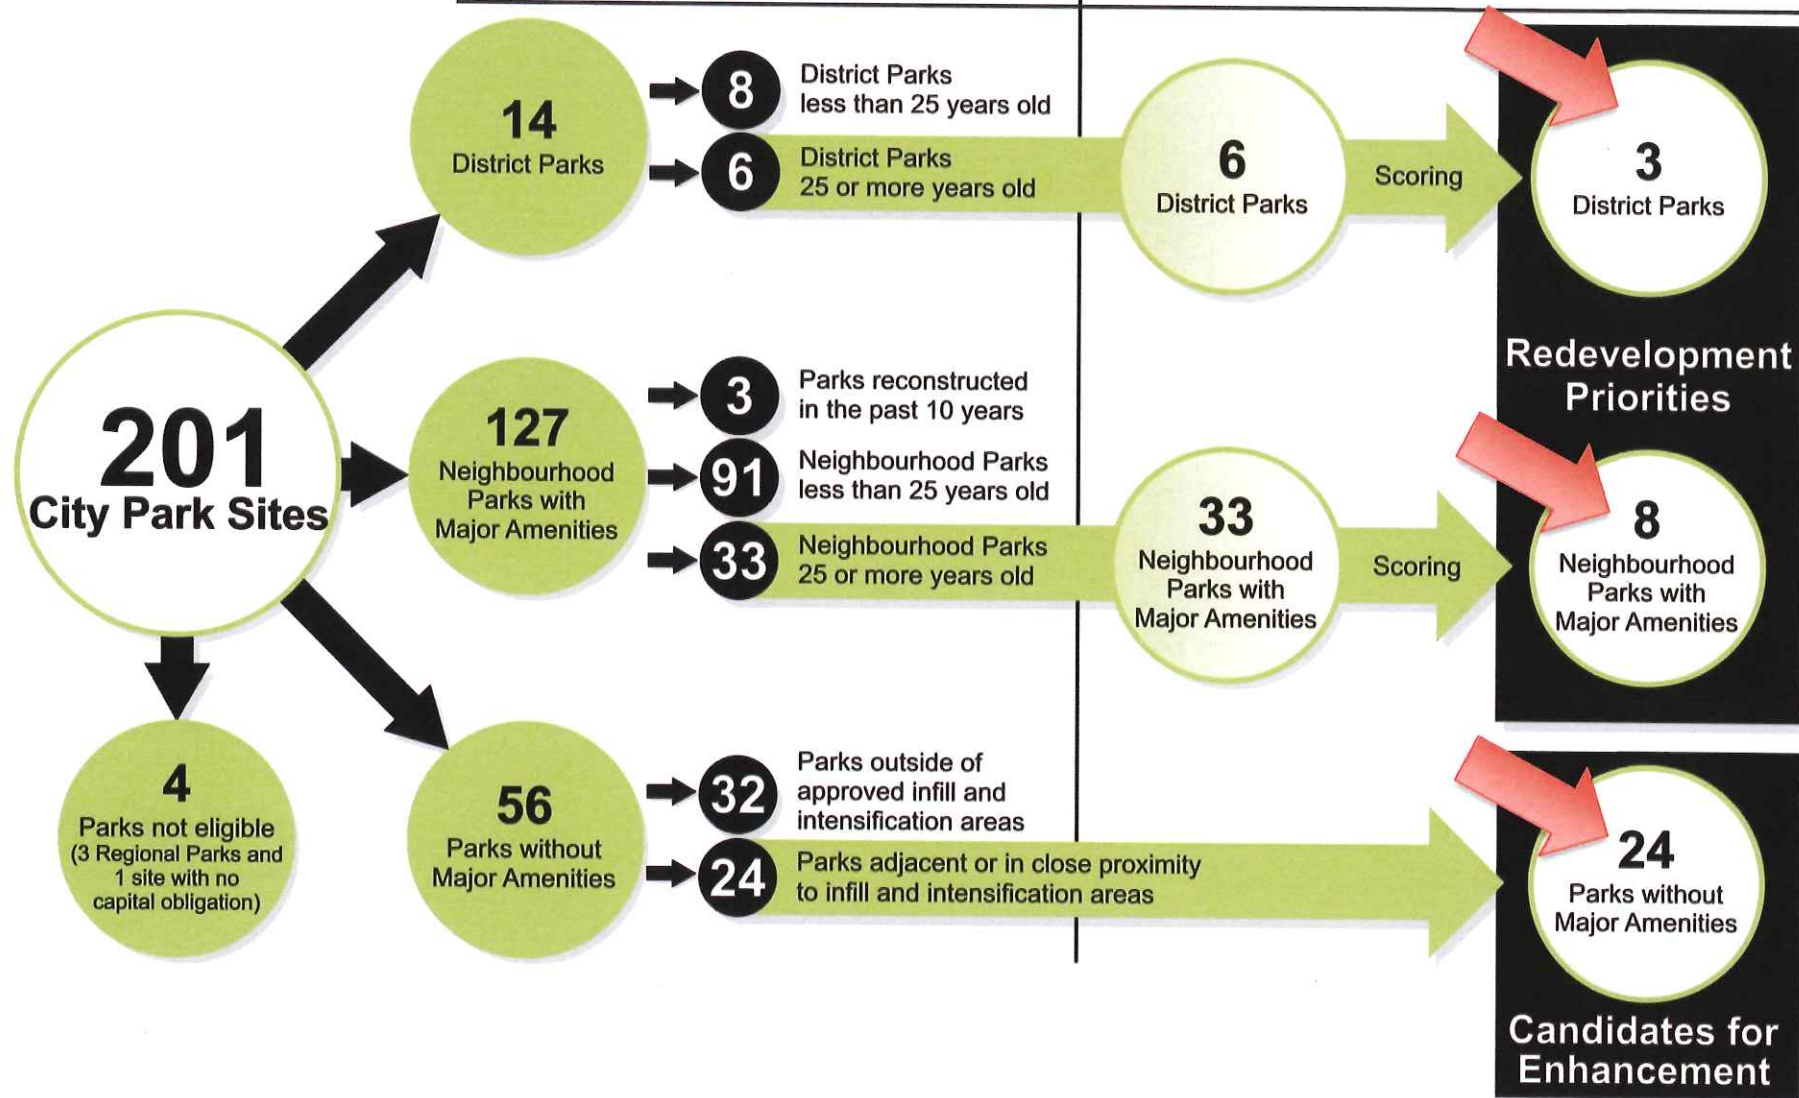 14
District Parks
8
District Parks
less than 25 years old
6
District Parks
25 or more years old
6
District Parks
Scoring
3
District Parks
Redevelopment
Priorities
201
City Park Sites
127
Neighbourhood
Parks with
Major Amenities
3
Parks reconstructed
in the past 10 years
91
Neighbourhood Parks
less than 25 years old
33
Neighbourhood Parks
25 or more years old
33
Neighbourhood
Parks with
Major Amenities
Scoring
8
Neighbourhood
Parks with
Major Amenities
4
Parks not eligible
(3 Regional Parks and
1 site with no
capital obligation)
56
Parks without
Major Amenities
32
Parks outside of
approved infill and
intensification areas
24
Parks adjacent or in close proximity
to infill and intensification areas
24
Parks without
Major Amenities
Candidates for
Enhancement